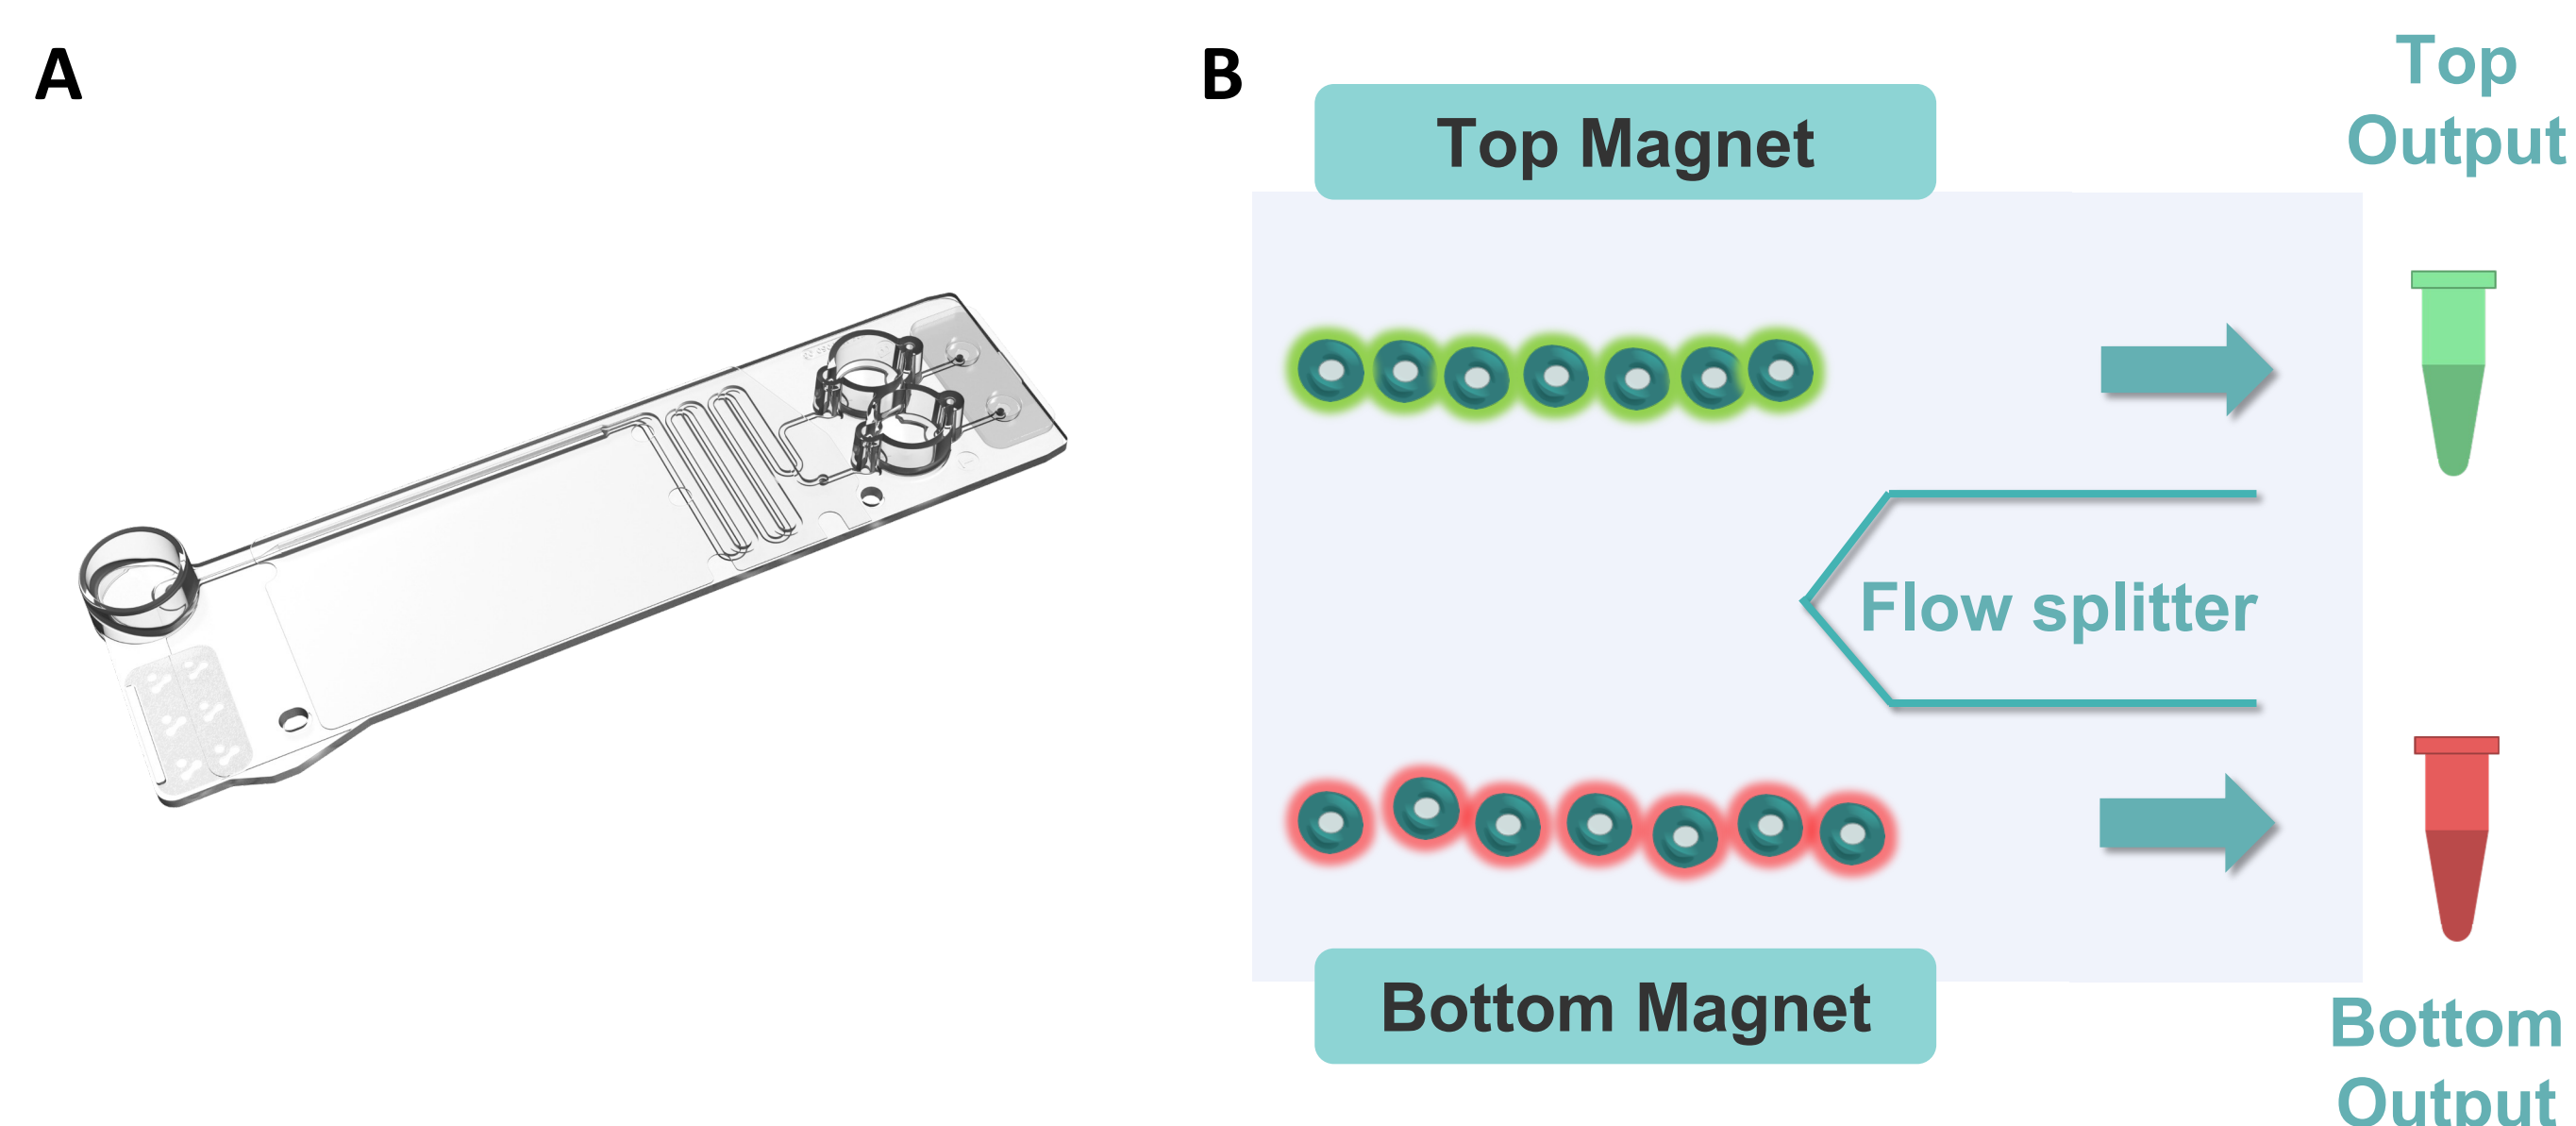 A
B
Top Magnet
Top
Output
Flow splitter
Bottom Magnet
Bottom
Output